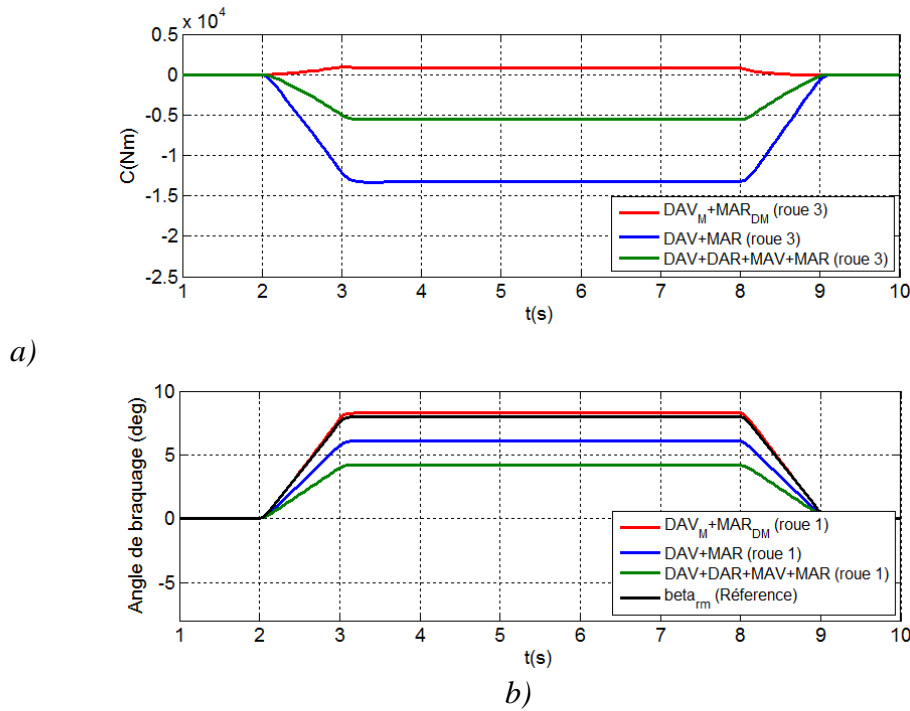 x 10⁴
0.5
0
-0.5
-1
-1.5
-2
-2.5
C(Nm)
DAV_M+MAR_DM (roue 3)
DAV+MAR (roue 3)
DAV+DAR+MAV+MAR (roue 3)
1 2 3 4 5 6 7 8 9 10
t(s)
a)
10
5
0
-5
Angle de braquage (deg)
DAV_M+MAR_DM (roue 1)
DAV+MAR (roue 1)
DAV+DAR+MAV+MAR (roue 1)
beta_rm (Réference)
1 2 3 4 5 6 7 8 9 10
t(s)
b)